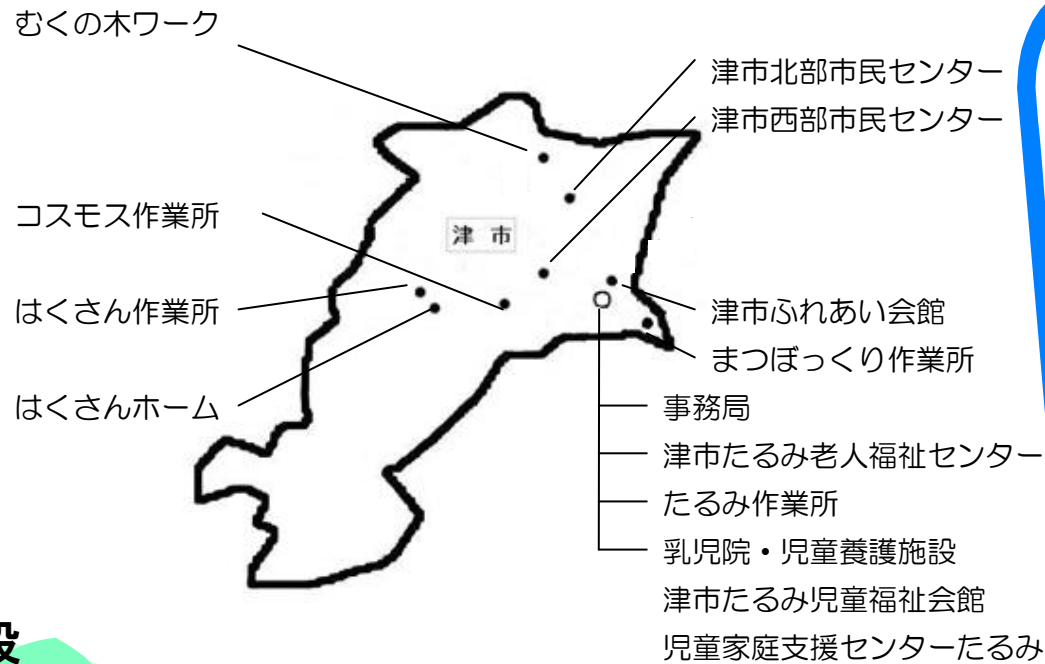 むくの木ワーク
津市北部市民センター
津市西部市民センター
コスモス作業所
津 市
はくさん作業所
津市ふれあい会館
まつぼっくり作業所
はくさんホーム
事務局
津市たるみ老人福祉センター
たるみ作業所
乳児院・児童養護施設
津市たるみ児童福祉会館
児童家庭支援センターたるみ
設